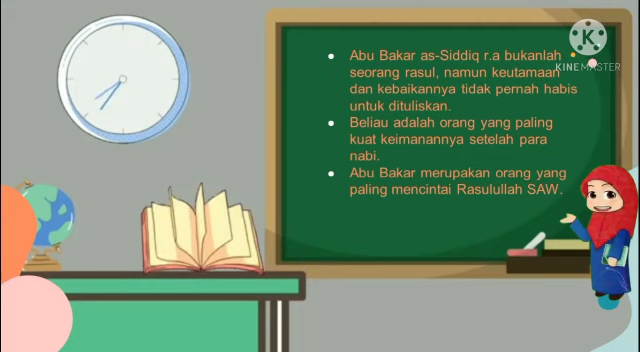 • Abu Bakar as-Siddiq r.a bukanlah
seorang rasul, namun keutamaan
dan kebaikannya tidak pernah habis
untuk dituliskan.
• Beliau adalah orang yang paling
kuat keimanannya setelah para
nabi.
• Abu Bakar merupakan orang yang
paling mencintai Rasulullah SAW.
K
KINEMASTER